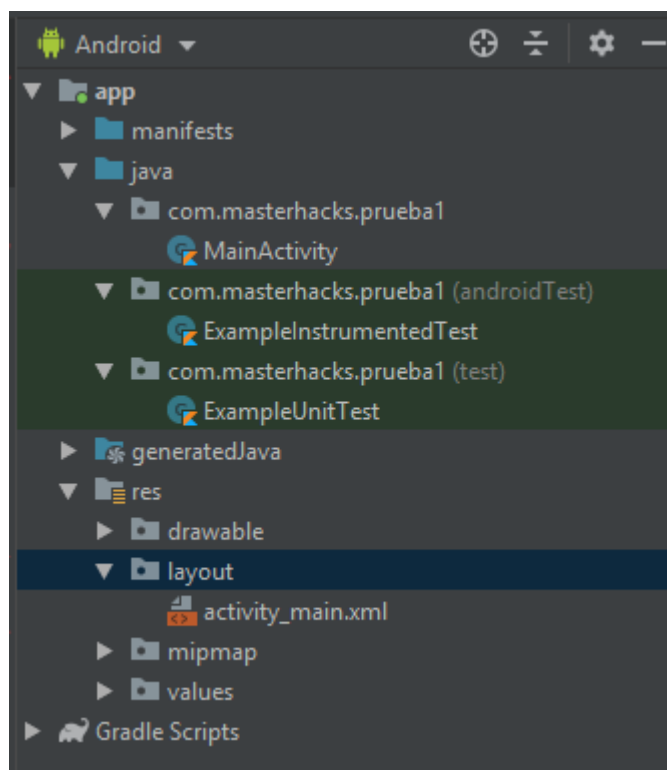 Android
app
manifests
java
com.masterhacks.prueba1
MainActivity
com.masterhacks.prueba1 (androidTest)
ExampleInstrumentedTest
com.masterhacks.prueba1 (test)
ExampleUnitTest
generatedJava
res
drawable
layout
activity_main.xml
mipmap
values
Gradle Scripts